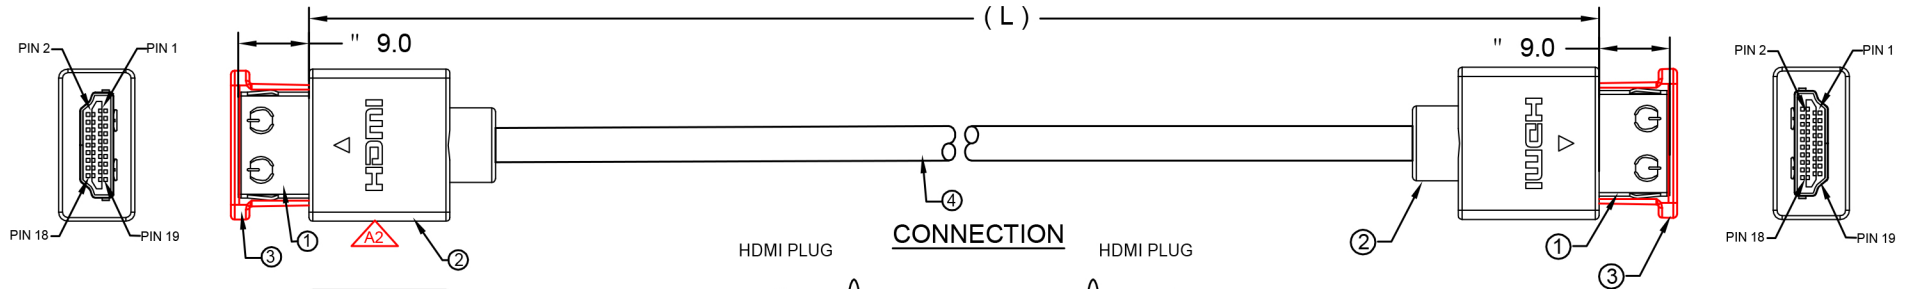 ( L )
" 9.0
" 9.0
PIN 2
PIN 1
PIN 18
PIN 19
HDMI
HDMI
PIN 2
PIN 1
PIN 18
PIN 19
4
3
1
A2
2
2
1
3
CONNECTION
HDMI PLUG
HDMI PLUG